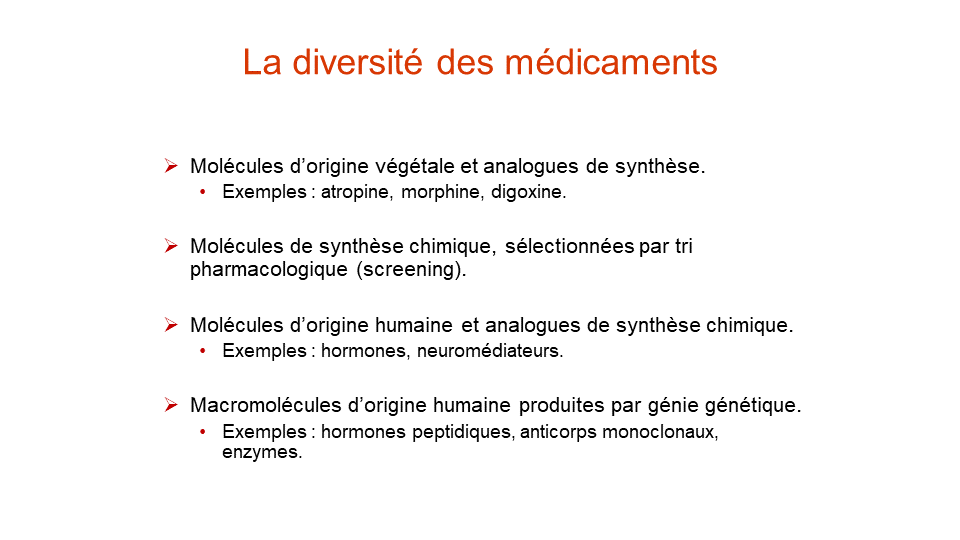 La diversité des médicaments
➢ Molécules d’origine végétale et analogues de synthèse.
• Exemples : atropine, morphine, digoxine.
➢ Molécules de synthèse chimique, sélectionnées par tri
pharmacologique (screening).
➢ Molécules d’origine humaine et analogues de synthèse chimique.
• Exemples : hormones, neuromédiateurs.
➢ Macromolécules d’origine humaine produites par génie génétique.
• Exemples : hormones peptidiques, anticorps monoclonaux,
enzymes.